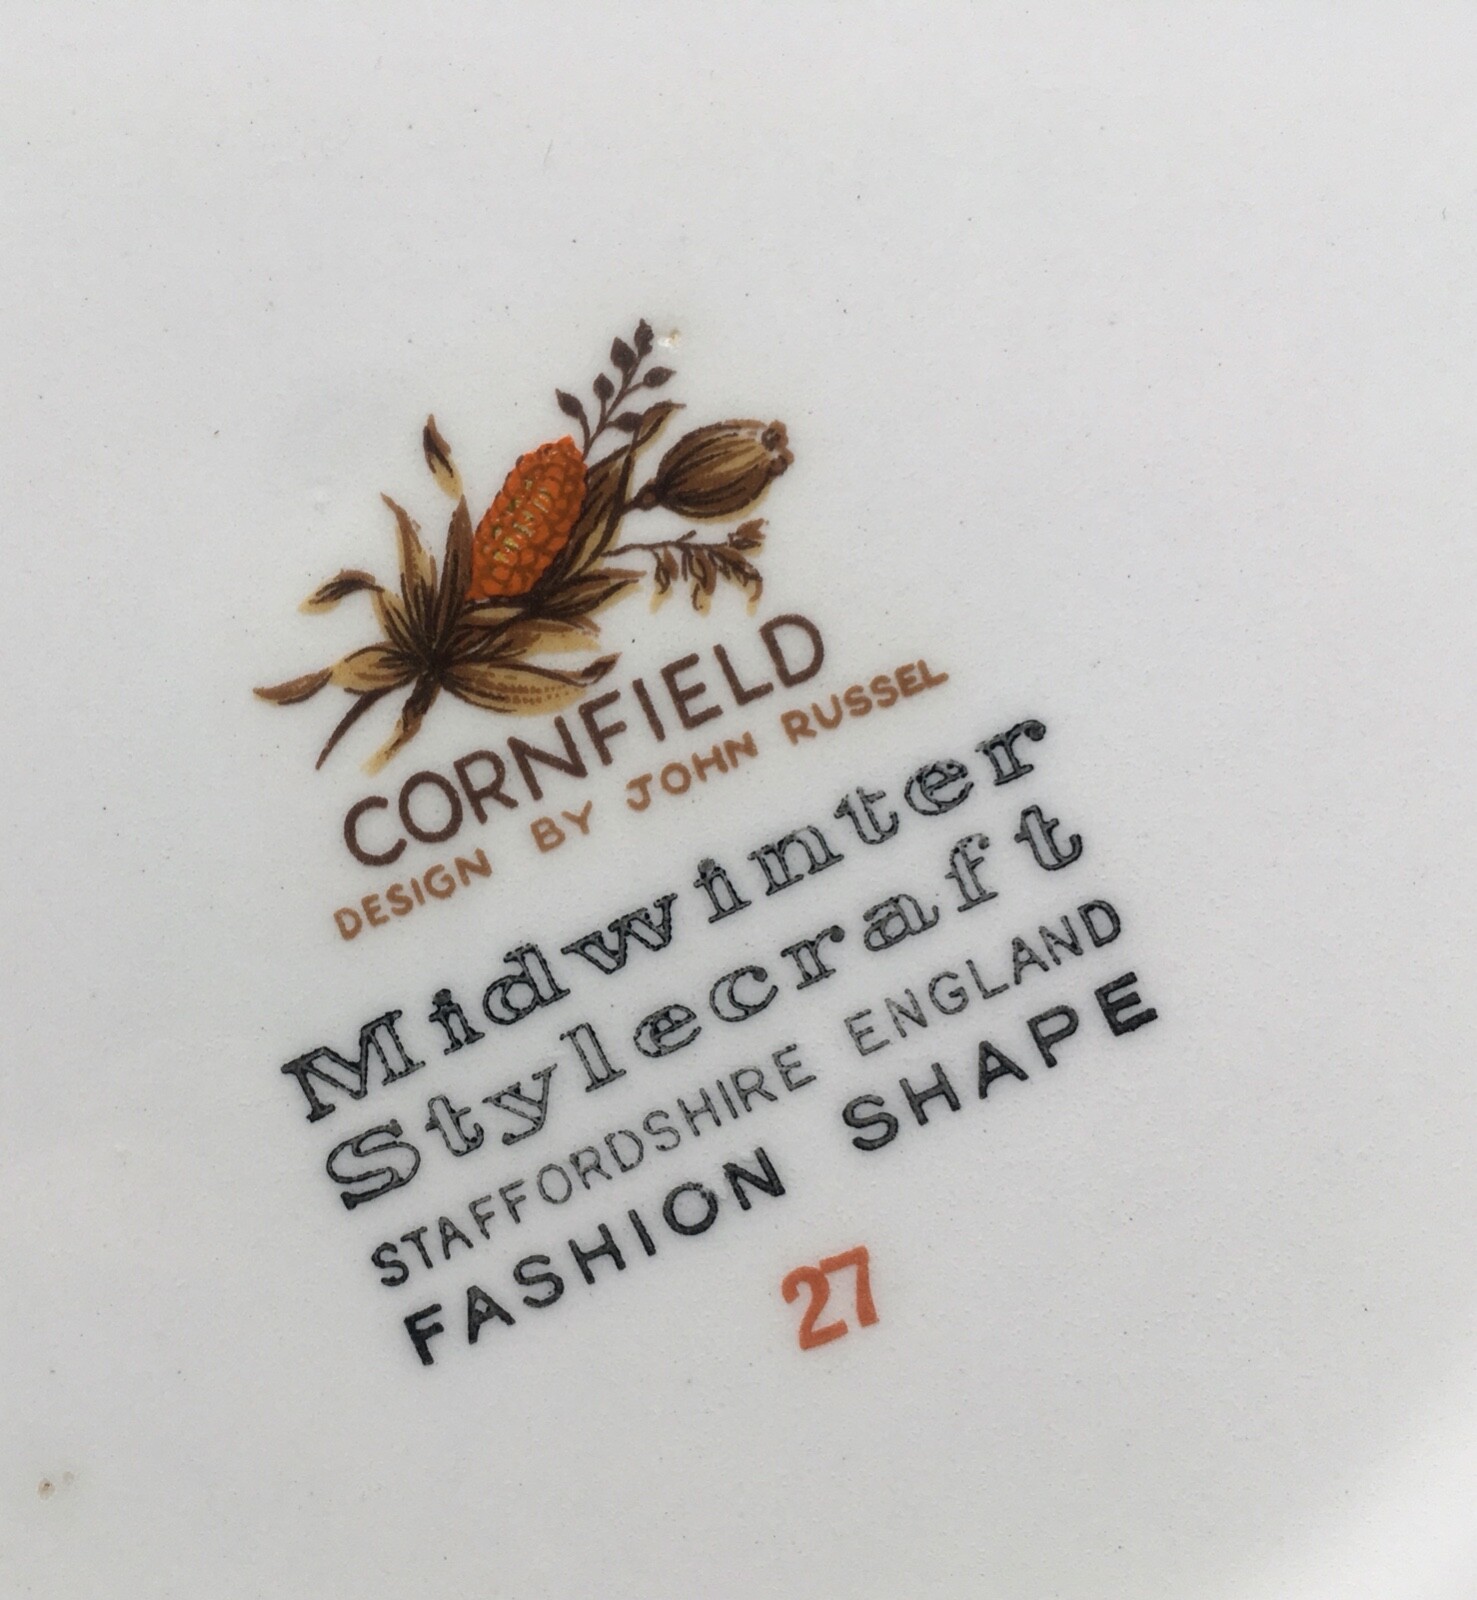 CORNFIELD
DESIGN BY JOHN RUSSEL
Midwinter
Stylecraft
STAFFORDSHIRE ENGLAND
FASHION SHAPE
27